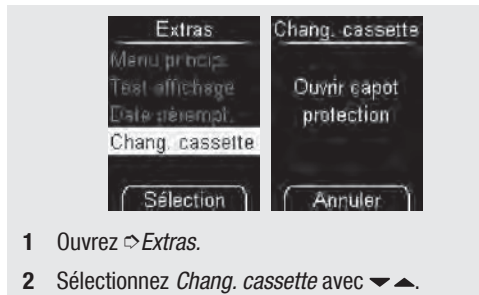 Extras
Menu princip.
Test affichage
Date pérempt.
Chang. cassette
Sélection
Chang. cassette
Ouvrir capot
protection
Annuler
1 Ouvrez ➪ Extras.
2 Sélectionnez Chang. cassette avec ▼ ▲.